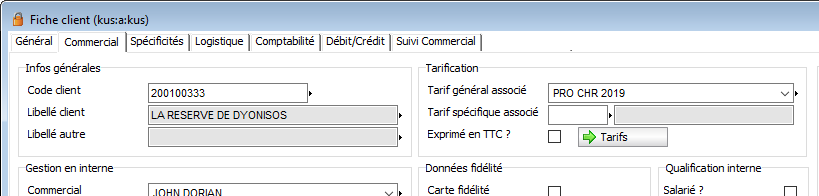 Fiche client (kus:a:kus)
Général Commercial Spécificités Logistique Comptabilité Débit/Crédit Suivi Commercial
Infos générales
Code client 200100333
Libellé client LA RESERVE DE DYONISOS
Libellé autre
Tarification
Tarif général associé PRO CHR 2019
Tarif spécifique associé
Exprimé en TTC ? Tarifs
Gestion en interne
Commercial JOHN DORIAN
Données fidélité
Carte fidélité
Qualification interne
Salarié ?